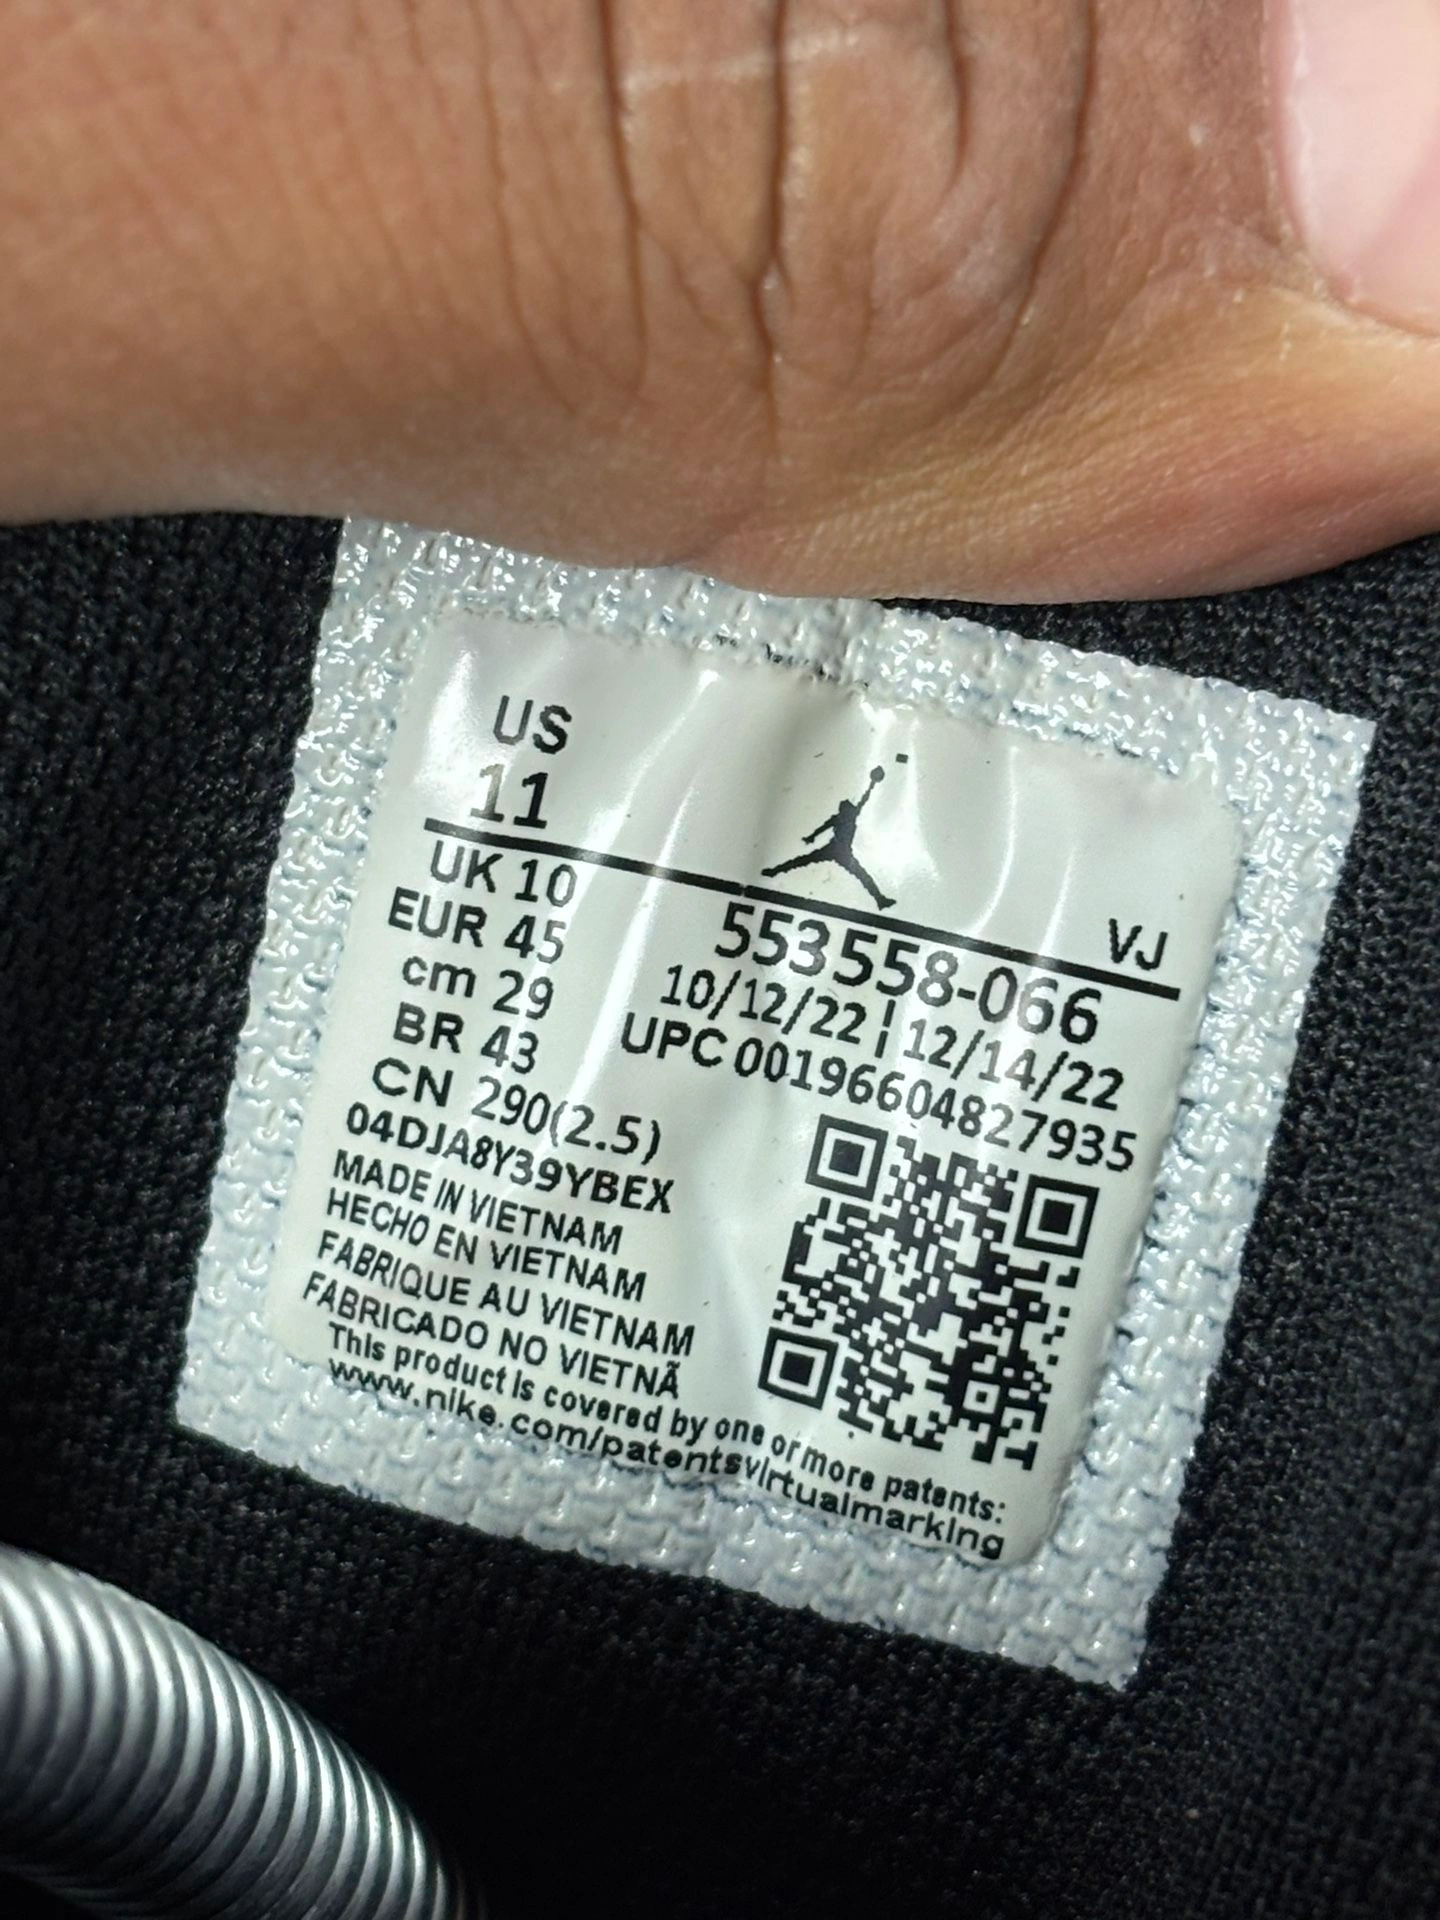 US
11
VJ
UK 10
EUR 45
cm 29
BR 43
CN 290(2.5)
04DJA8Y39YBEX
553558-066
10/12/22 ¦ 12/14/22
UPC 00196604827935
MADE IN VIETNAM
HECHO EN VIETNAM
FABRIQUE AU VIETNAM
FABRICADO NO VIETNÃ
This product is covered by one or more patents:
www.nike.com/patentsvirtualmarking